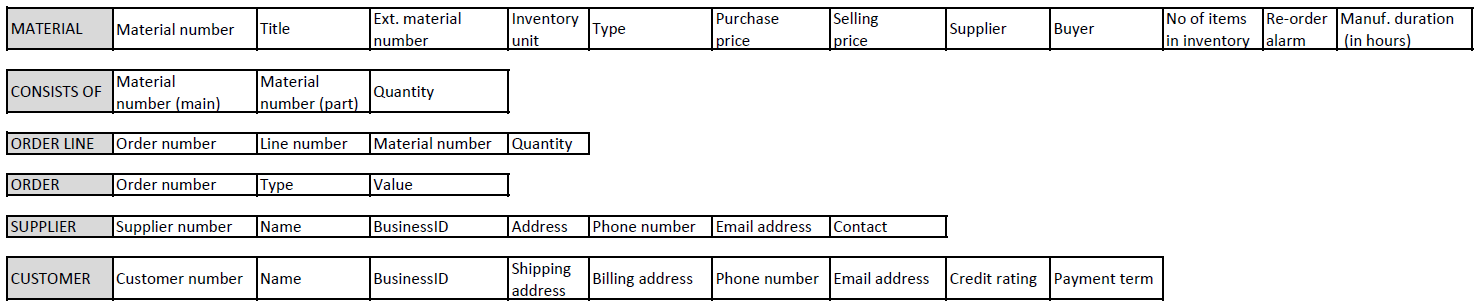 MATERIAL Material number Title Ext. material number Inventory unit Type Purchase price Selling price Supplier Buyer No of items in inventory Re-order alarm Manuf. duration (in hours)
CONSISTS OF Material number (main) Material number (part) Quantity
ORDER LINE Order number Line number Material number Quantity
ORDER Order number Type Value
SUPPLIER Supplier number Name BusinessID Address Phone number Email address Contact
CUSTOMER Customer number Name BusinessID Shipping address Billing address Phone number Email address Credit rating Payment term